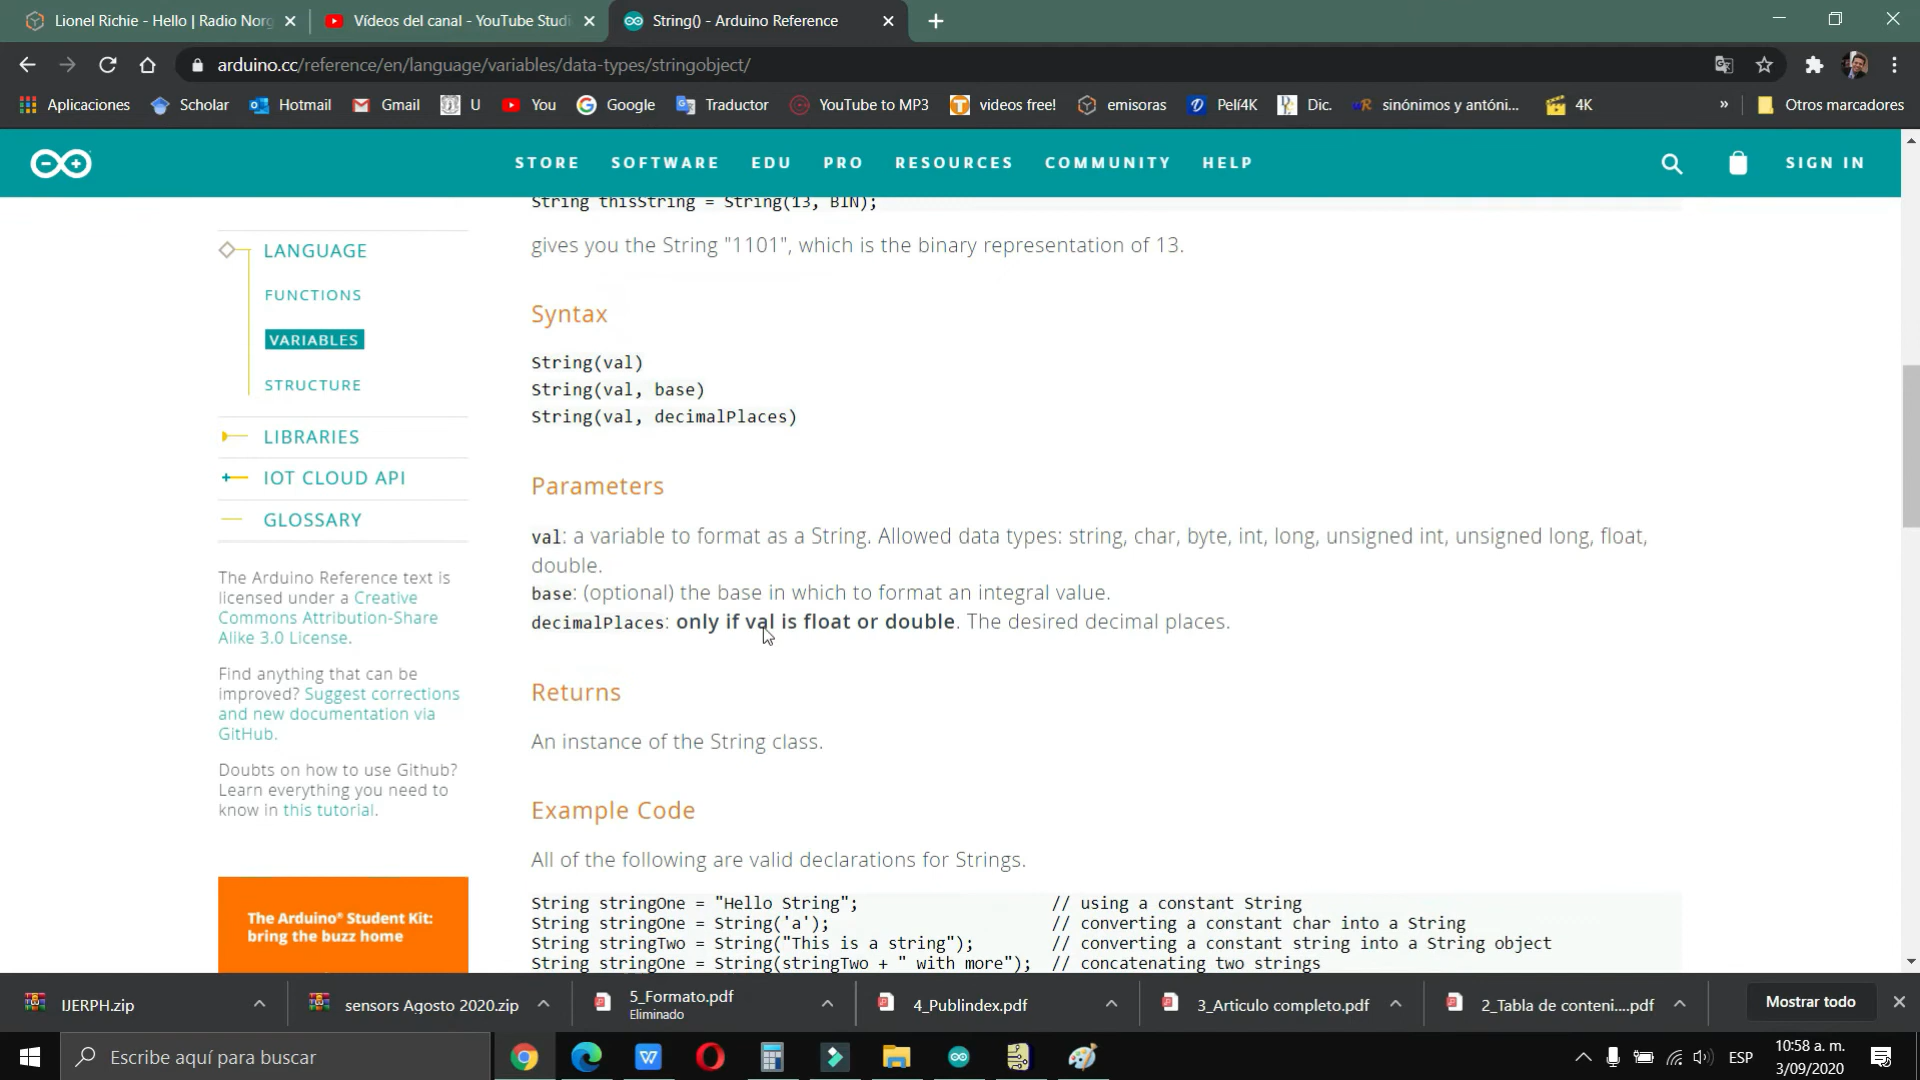 Lionel Richie - Hello | Radio Norg
Vídeos del canal - YouTube Studi
String() - Arduino Reference
arduino.cc/reference/en/language/variables/data-types/stringobject/
Aplicaciones
Scholar
Hotmail
Gmail
U
You
Google
Traductor
YouTube to MP3
videos free!
emisoras
Pelí4K
Dic.
sinónimos y antóni...
4K
»
Otros marcadores
STORE
SOFTWARE
EDU
PRO
RESOURCES
COMMUNITY
HELP
SIGN IN
LANGUAGE
FUNCTIONS
VARIABLES
STRUCTURE
LIBRARIES
IOT CLOUD API
GLOSSARY
The Arduino Reference text is
licensed under a Creative
Commons Attribution-Share
Alike 3.0 License.
Find anything that can be
improved? Suggest corrections
and new documentation via
GitHub.
Doubts on how to use Github?
Learn everything you need to
know in this tutorial.
The Arduino® Student Kit:
bring the buzz home
String thisString = String(13, BIN);
gives you the String "1101", which is the binary representation of 13.
Syntax
String(val)
String(val, base)
String(val, decimalPlaces)
Parameters
val: a variable to format as a String. Allowed data types: string, char, byte, int, long, unsigned int, unsigned long, float,
double.
base: (optional) the base in which to format an integral value.
decimalPlaces: only if val is float or double. The desired decimal places.
Returns
An instance of the String class.
Example Code
All of the following are valid declarations for Strings.
String stringOne = "Hello String"; // using a constant String
String stringOne = String('a'); // converting a constant char into a String
String stringTwo = String("This is a string"); // converting a constant string into a String object
String stringOne = String(stringTwo + " with more"); // concatenating two strings
IJERPH.zip
sensors Agosto 2020.zip
5_Formato.pdf
Eliminado
4_Publindex.pdf
3_Articulo completo.pdf
2_Tabla de conteni....pdf
Mostrar todo
Escribe aquí para buscar
ESP
10:58 a. m.
3/09/2020